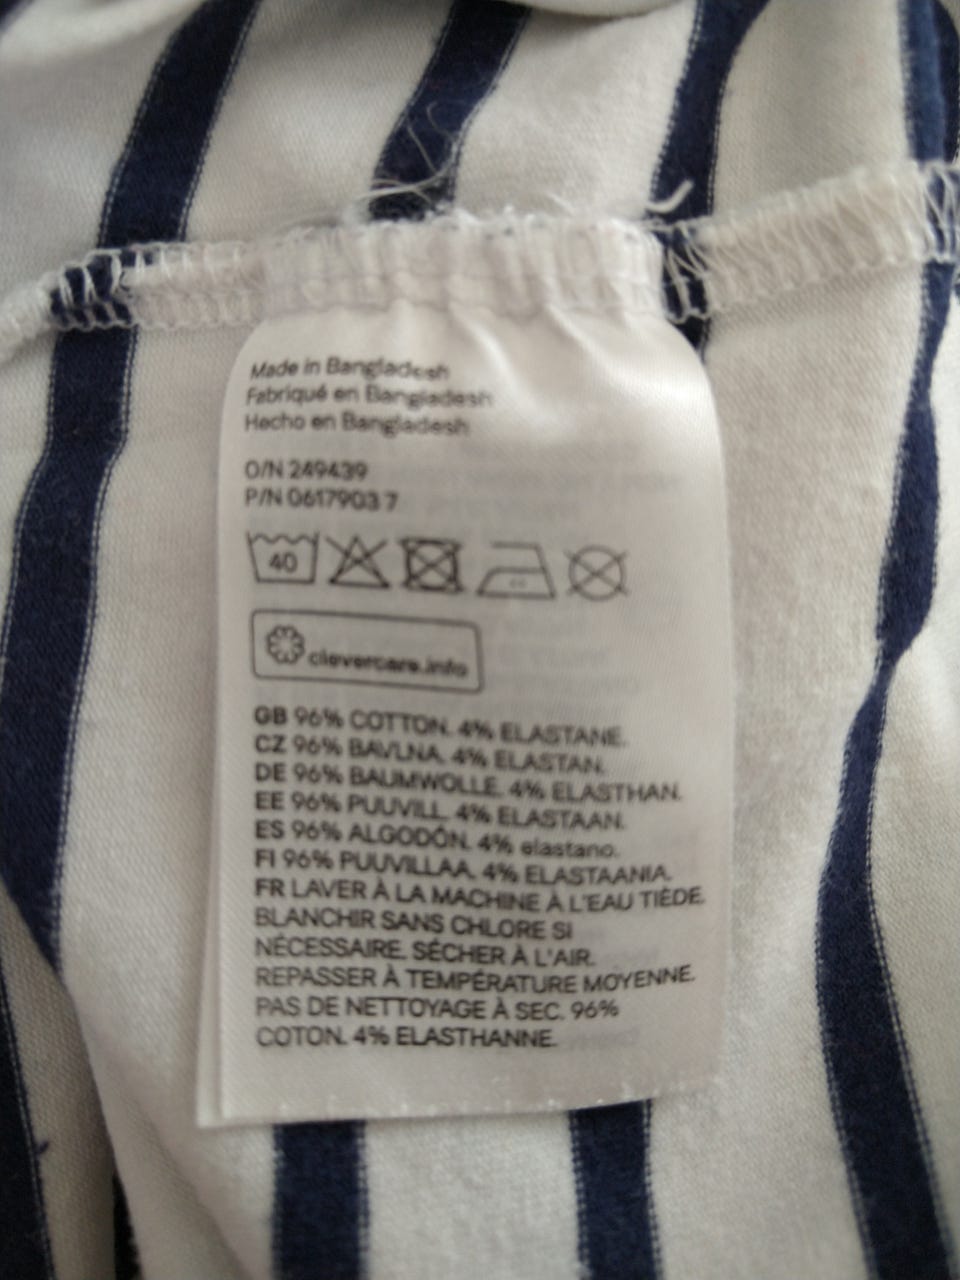 Made in Bangladesh
Fabriqué en Bangladesh
Hecho en Bangladesh
O/N 249439
P/N 0617903 7
40
clevercare.info
GB 96% COTTON. 4% ELASTANE.
CZ 96% BAVLNA. 4% ELASTAN.
DE 96% BAUMWOLLE. 4% ELASTHAN.
EE 96% PUUVILL. 4% ELASTAAN.
ES 96% ALGODÓN. 4% elastano.
FI 96% PUUVILLAA. 4% ELASTAANIA.
FR LAVER À LA MACHINE À L'EAU TIÈDE.
BLANCHIR SANS CHLORE SI
NÉCESSAIRE. SÉCHER À L'AIR.
REPASSER À TEMPÉRATURE MOYENNE.
PAS DE NETTOYAGE À SEC. 96%
COTON. 4% ELASTHANNE.